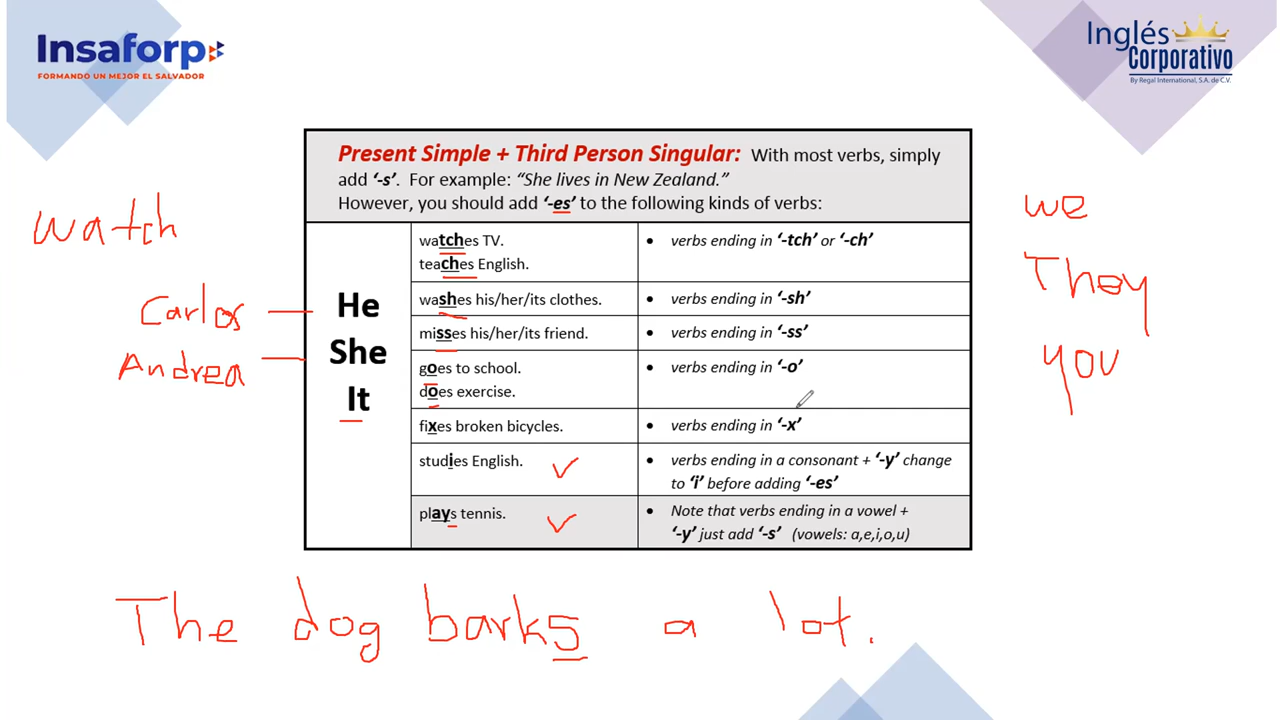 Insaforp
FORMANDO UN MEJOR EL SALVADOR
Inglés
Corporativo
By Regal International, S.A. de C.V.
Present Simple + Third Person Singular: With most verbs, simply
add ‘-s’. For example: “She lives in New Zealand.”
However, you should add ‘-es’ to the following kinds of verbs:
He
She
It
watches TV.
teaches English.
• verbs ending in ‘-tch’ or ‘-ch’
washes his/her/its clothes.
• verbs ending in ‘-sh’
misses his/her/its friend.
• verbs ending in ‘-ss’
goes to school.
does exercise.
• verbs ending in ‘-o’
fixes broken bicycles.
• verbs ending in ‘-x’
studies English.
• verbs ending in a consonant + ‘-y’ change
to ‘i’ before adding ‘-es’
plays tennis.
• Note that verbs ending in a vowel +
‘-y’ just add ‘-s’ (vowels: a,e,i,o,u)
watch
Carlos
Andrea
we
They
you
The dog barks a lot.